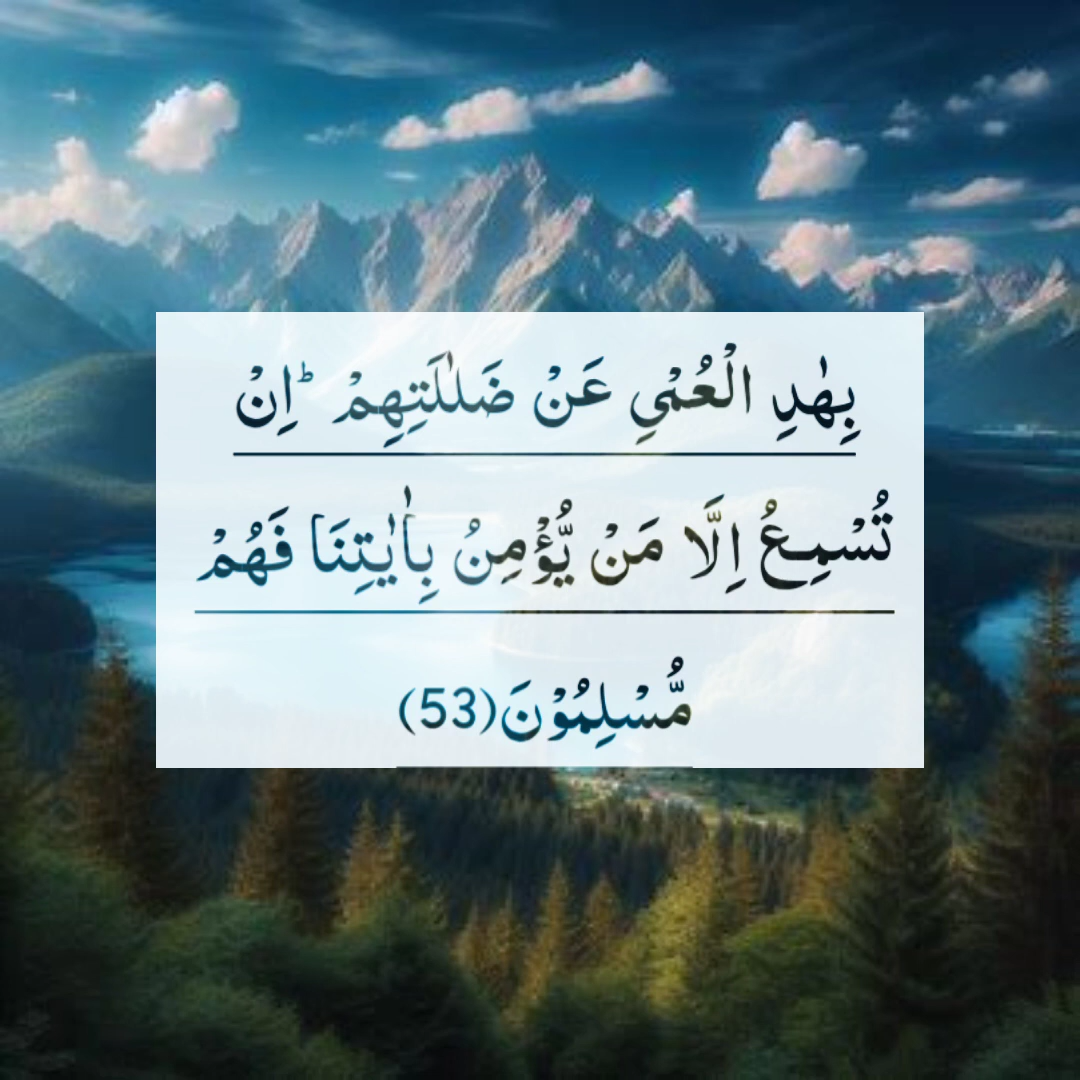 بِهٰدِ الْعُمْیِ عَنْ ضَلٰلَتِهِمْؕ-اِنْ
تُسْمِعُ اِلَّا مَنْ یُّؤْمِنُ بِاٰیٰتِنَا فَهُمْ
مُّسْلِمُوْنَ(53)